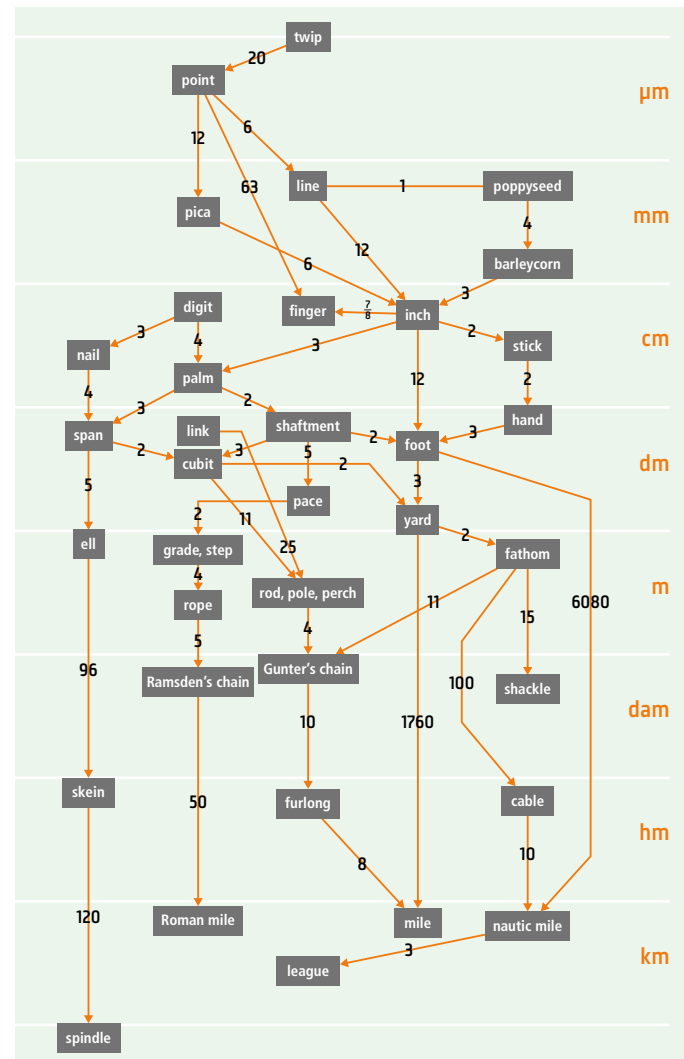 twip
20
point
µm
12
6
63
line
1
poppyseed
pica
mm
4
12
6
barleycorn
3
digit
finger
7/8
inch
3
4
2
cm
nail
3
stick
palm
12
2
4
3
2
hand
link
shaftment
span
2
3
foot
2
3
5
2
cubit
dm
5
3
pace
2
11
yard
ell
25
2
grade, step
fathom
4
rod, pole, perch
m
rope
11
15
6080
4
5
96
Gunter's chain
Ramsden's chain
100
shackle
dam
10
1760
skein
50
furlong
cable
hm
10
8
120
Roman mile
mile
nautic mile
3
km
league
spindle